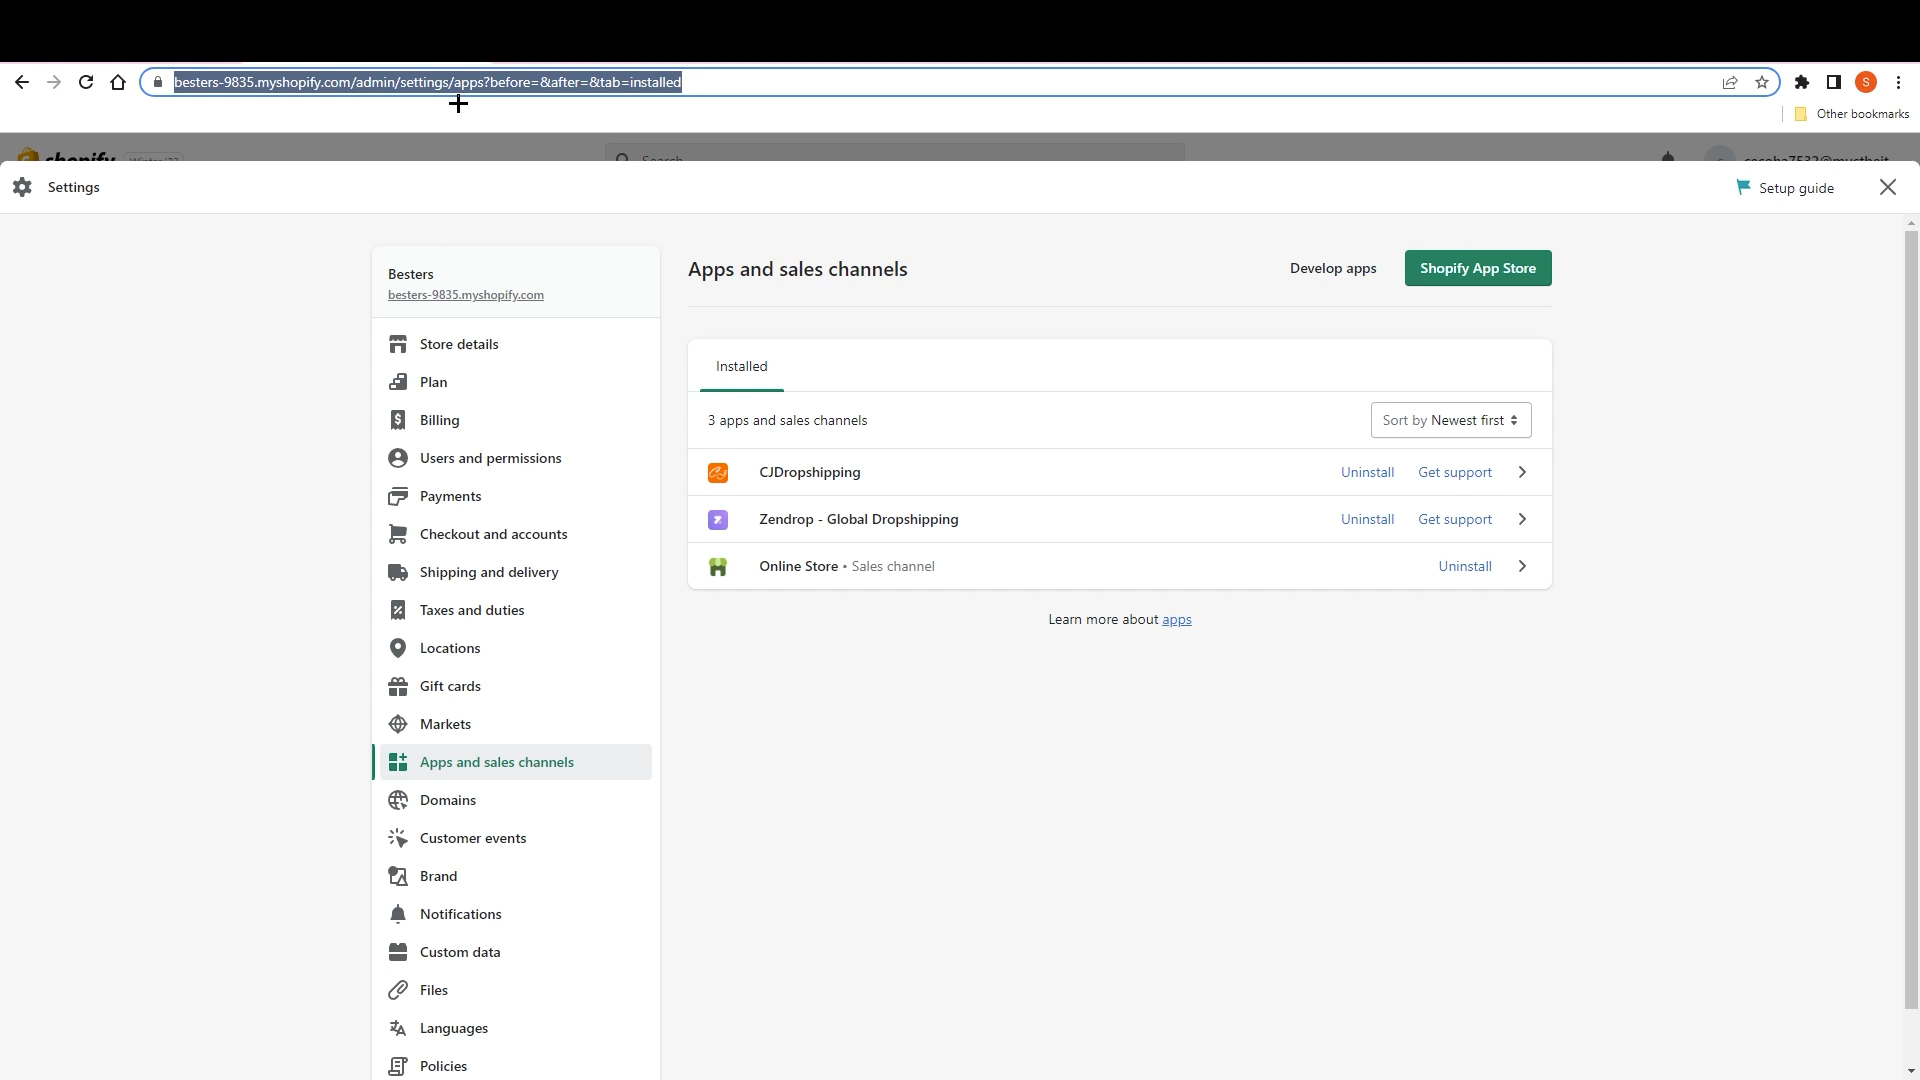 besters-9835.myshopify.com/admin/settings/apps?before=&after=&tab=installed
S
Other bookmarks
shopify
Search
Settings
Setup guide
Besters
besters-9835.myshopify.com
Store details
Plan
Billing
Users and permissions
Payments
Checkout and accounts
Shipping and delivery
Taxes and duties
Locations
Gift cards
Markets
Apps and sales channels
Domains
Customer events
Brand
Notifications
Custom data
Files
Languages
Policies
Apps and sales channels
Develop apps
Shopify App Store
Installed
3 apps and sales channels
Sort by Newest first
CJDropshipping
Uninstall Get support
Zendrop - Global Dropshipping
Uninstall Get support
Online Store • Sales channel
Uninstall
Learn more about apps